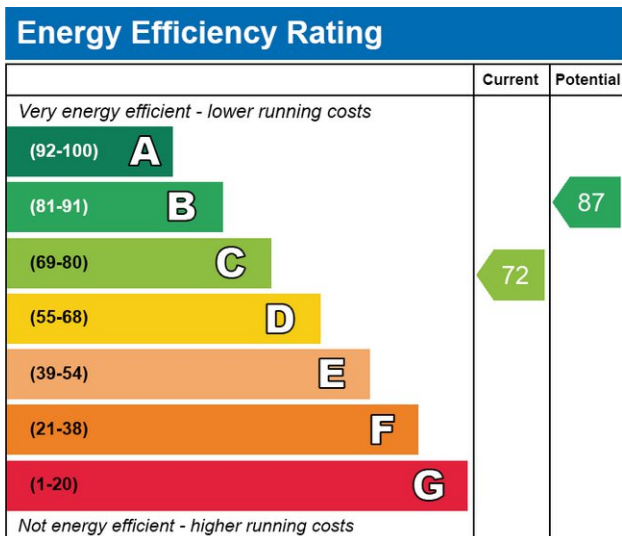 Energy Efficiency Rating
Current Potential
Very energy efficient - lower running costs
(92-100) A
(81-91) B
87
(69-80) C
72
(55-68) D
(39-54) E
(21-38) F
(1-20) G
Not energy efficient - higher running costs